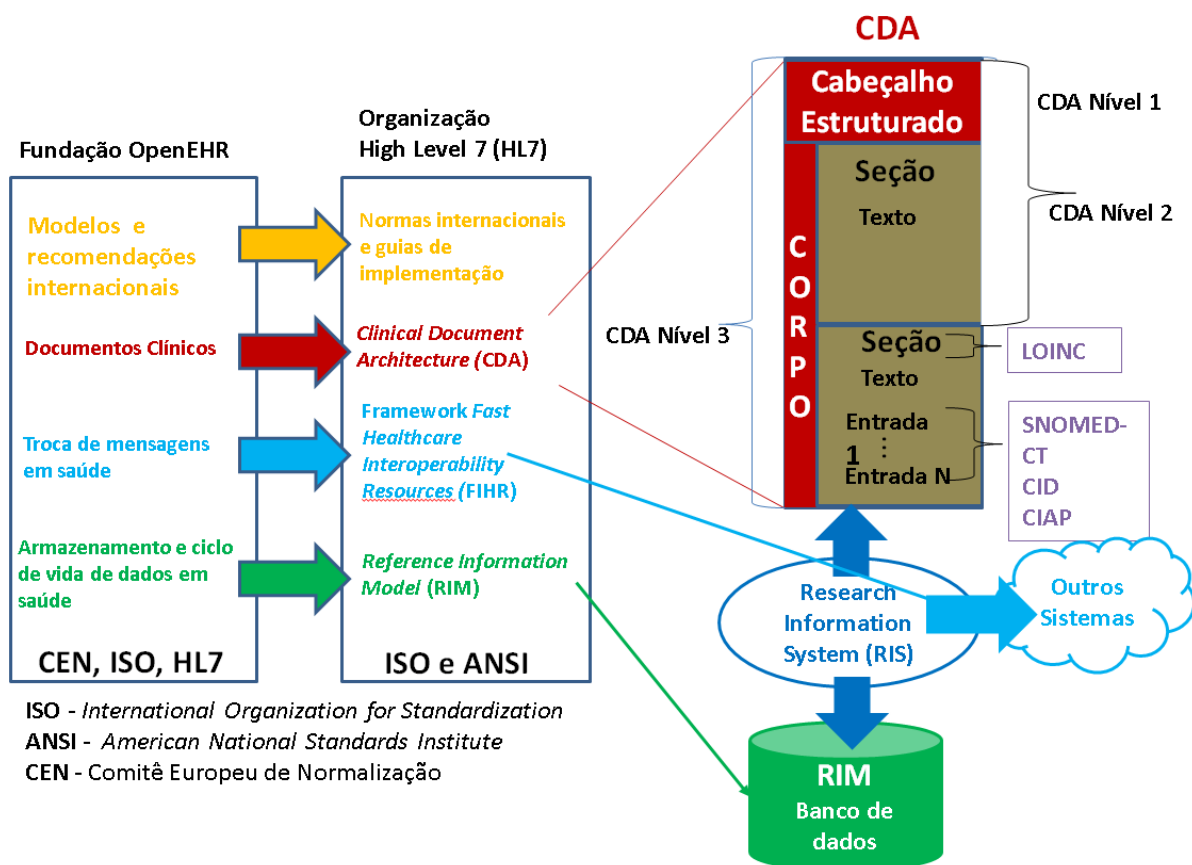 Fundação OpenEHR
Modelos e
recomendações
internacionais
Documentos Clínicos
Troca de mensagens
em saúde
Armazenamento e ciclo
de vida de dados em
saúde
CEN, ISO, HL7
Organização
High Level 7 (HL7)
Normas internacionais
e guias de
implementação
Clinical Document
Architecture (CDA)
Framework Fast
Healthcare
Interoperability
Resources (FIHR)
Reference Information
Model (RIM)
ISO e ANSI
ISO - International Organization for Standardization
ANSI - American National Standards Institute
CEN - Comitê Europeu de Normalização
CDA
Cabeçalho
Estruturado
CORPO
Seção
Texto
Seção
Texto
Entrada
1
⋮
Entrada N
CDA Nível 1
CDA Nível 2
CDA Nível 3
LOINC
SNOMED-
CT
CID
CIAP
Research
Information
System (RIS)
Outros
Sistemas
RIM
Banco de
dados